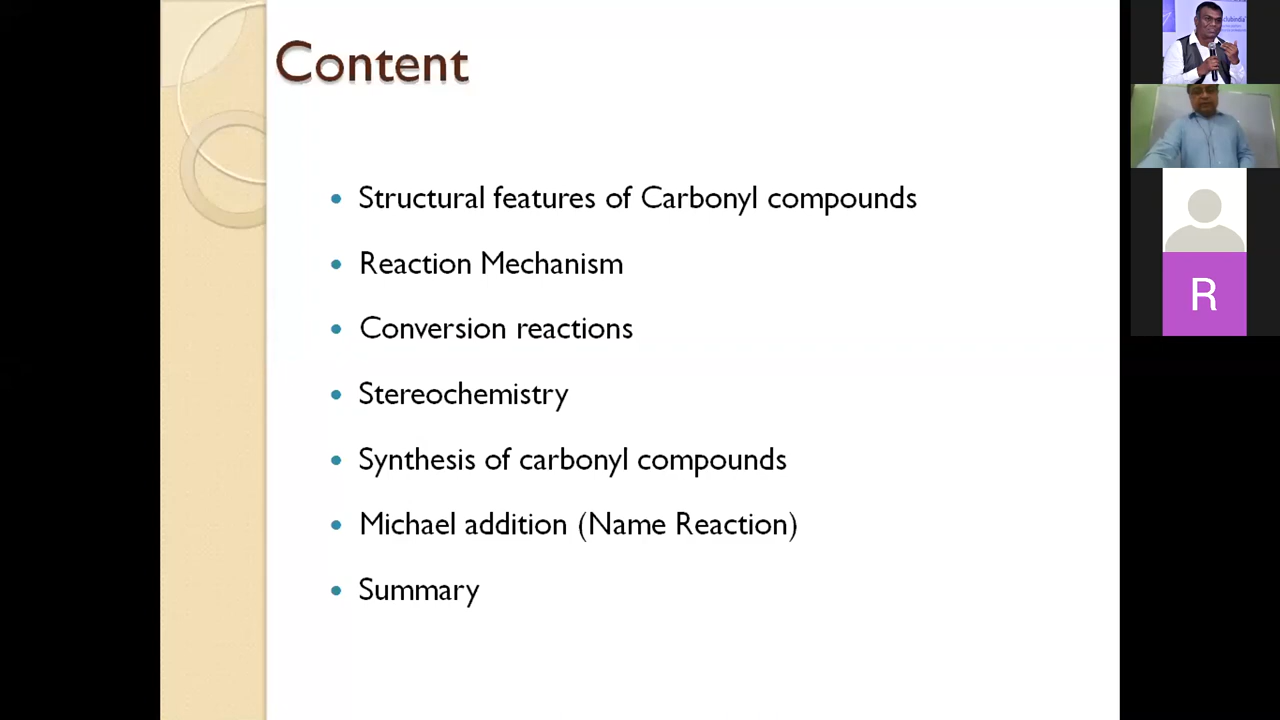 Content
Structural features of Carbonyl compounds
Reaction Mechanism
Conversion reactions
Stereochemistry
Synthesis of carbonyl compounds
Michael addition (Name Reaction)
Summary
R